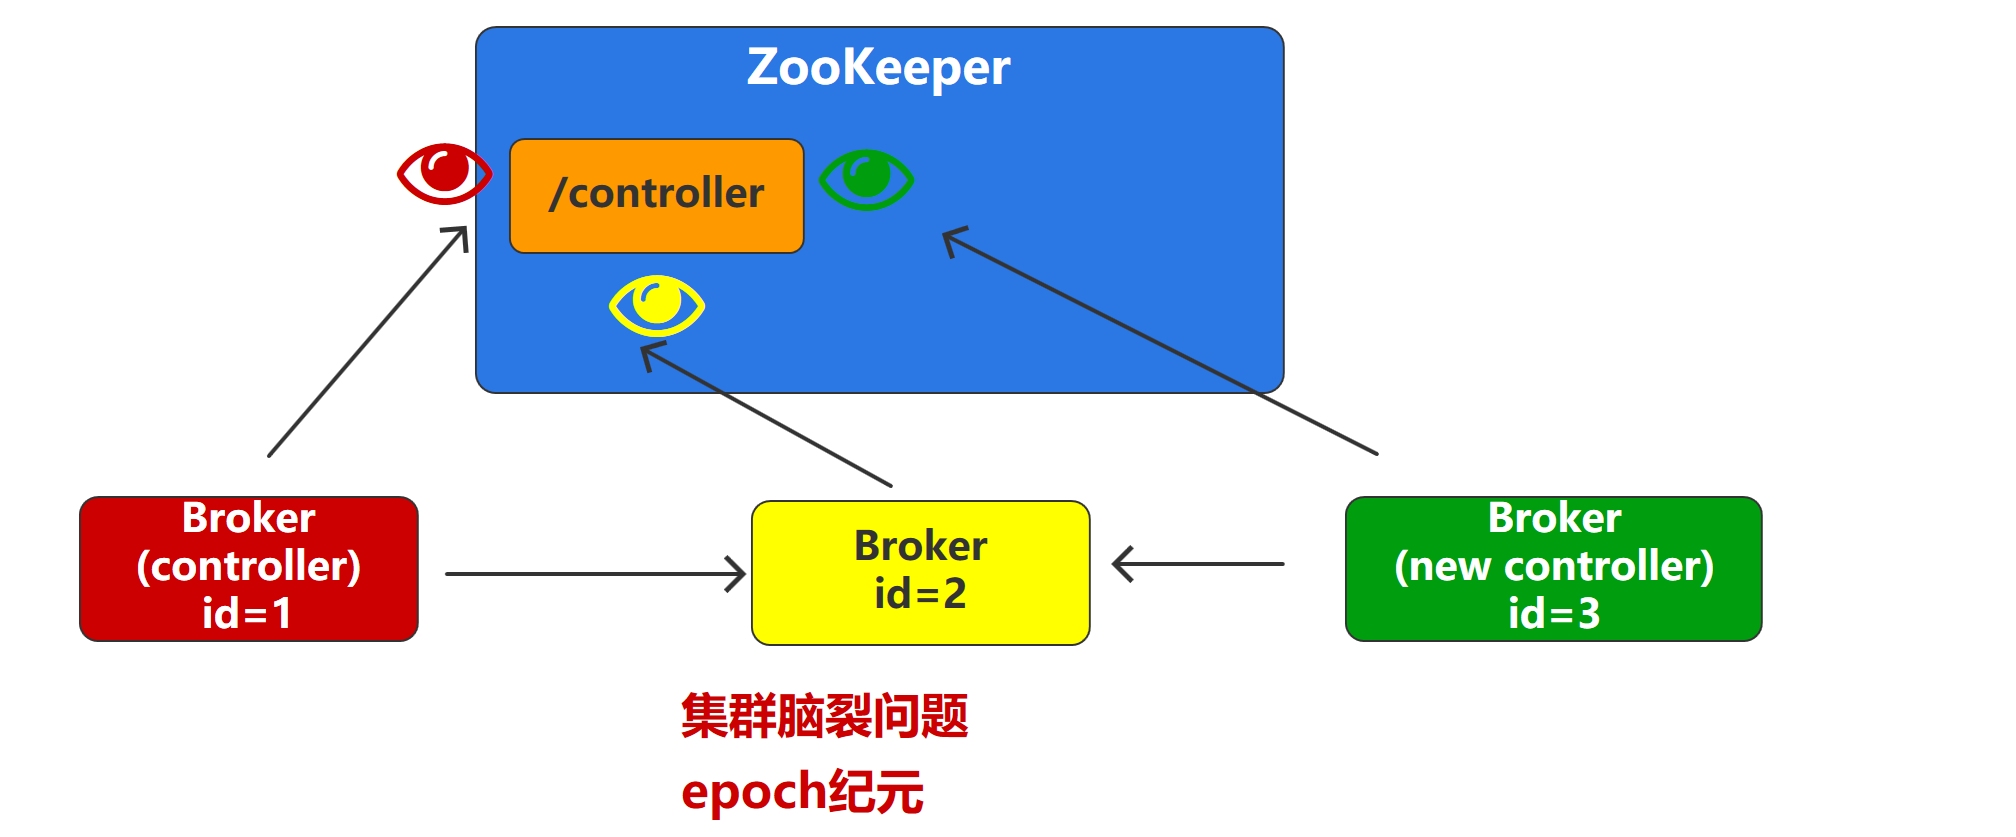 ZooKeeper
/controller
Broker
(controller)
id=1
Broker
id=2
Broker
(new controller)
id=3
集群脑裂问题
epoch纪元